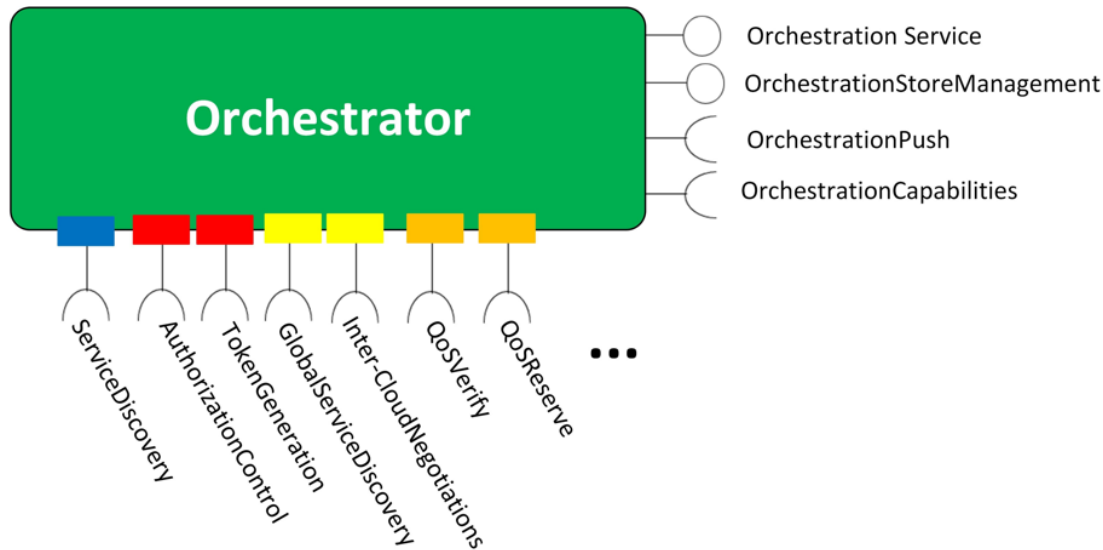 Orchestrator
Orchestration Service
OrchestrationStoreManagement
OrchestrationPush
OrchestrationCapabilities
ServiceDiscovery
AuthorizationControl
TokenGeneration
GlobalServiceDiscovery
Inter-CloudNegotiations
QoSVerify
QoSReserve
...